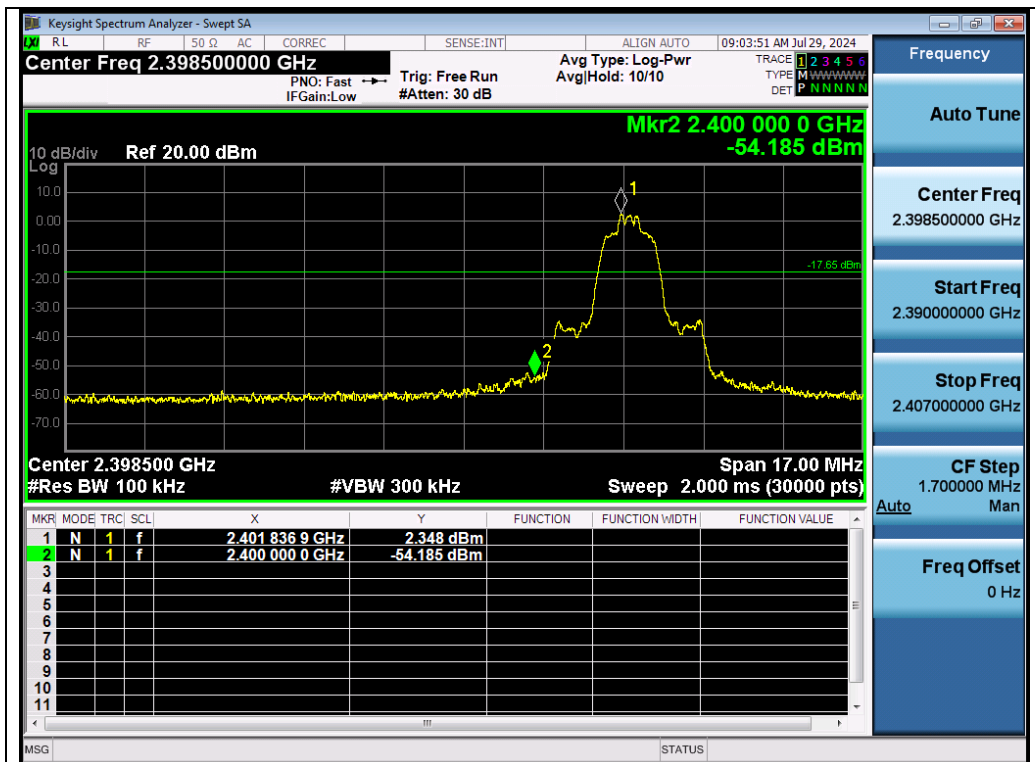 Keysight Spectrum Analyzer - Swept SA
LXI RL RF 50 Ω AC CORREC SENSE:INT ALIGN AUTO 09:03:51 AM Jul 29, 2024
Center Freq 2.398500000 GHz
PNO: Fast
IFGain:Low
Trig: Free Run
#Atten: 30 dB
Avg Type: Log-Pwr
Avg|Hold: 10/10
TRACE 1 2 3 4 5 6
TYPE M WWWWW
DET P N N N N N
Mkr2 2.400 000 0 GHz
-54.185 dBm
10 dB/div Ref 20.00 dBm
Log
10.0
0.00
-10.0
-20.0
-30.0
-40.0
-50.0
-60.0
-70.0
1
-17.65 dBm
2
Center 2.398500 GHz Span 17.00 MHz
#Res BW 100 kHz #VBW 300 kHz Sweep 2.000 ms (30000 pts)
MKR MODE TRC SCL X Y FUNCTION FUNCTION WIDTH FUNCTION VALUE
1 N 1 f 2.401 836 9 GHz 2.348 dBm
2 N 1 f 2.400 000 0 GHz -54.185 dBm
3
4
5
6
7
8
9
10
11
MSG STATUS
Frequency
Auto Tune
Center Freq
2.398500000 GHz
Start Freq
2.390000000 GHz
Stop Freq
2.407000000 GHz
CF Step
1.700000 MHz
Auto Man
Freq Offset
0 Hz